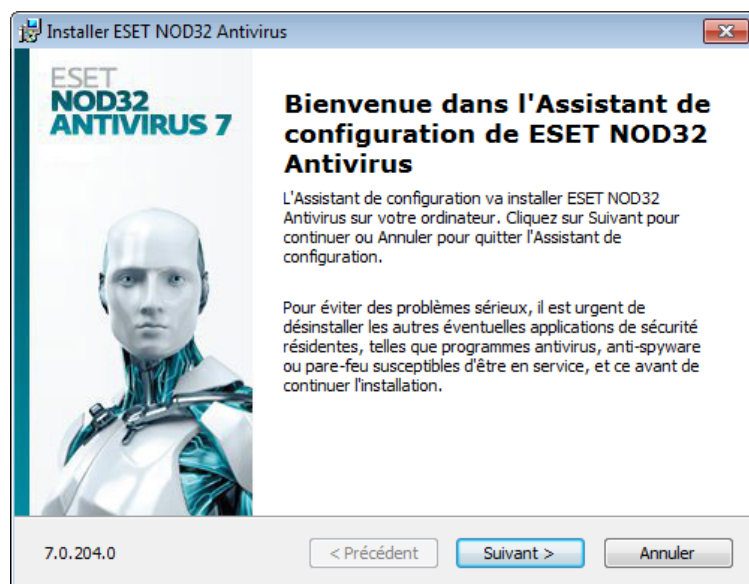 Installer ESET NOD32 Antivirus
ESET
NOD32
ANTIVIRUS 7
Bienvenue dans l'Assistant de
configuration de ESET NOD32
Antivirus
L'Assistant de configuration va installer ESET NOD32
Antivirus sur votre ordinateur. Cliquez sur Suivant pour
continuer ou Annuler pour quitter l'Assistant de
configuration.
Pour éviter des problèmes sérieux, il est urgent de
désinstaller les autres éventuelles applications de sécurité
résidentes, telles que programmes antivirus, anti-spyware
ou pare-feu susceptibles d'être en service, et ce avant de
continuer l'installation.
7.0.204.0
< Précédent
Suivant >
Annuler